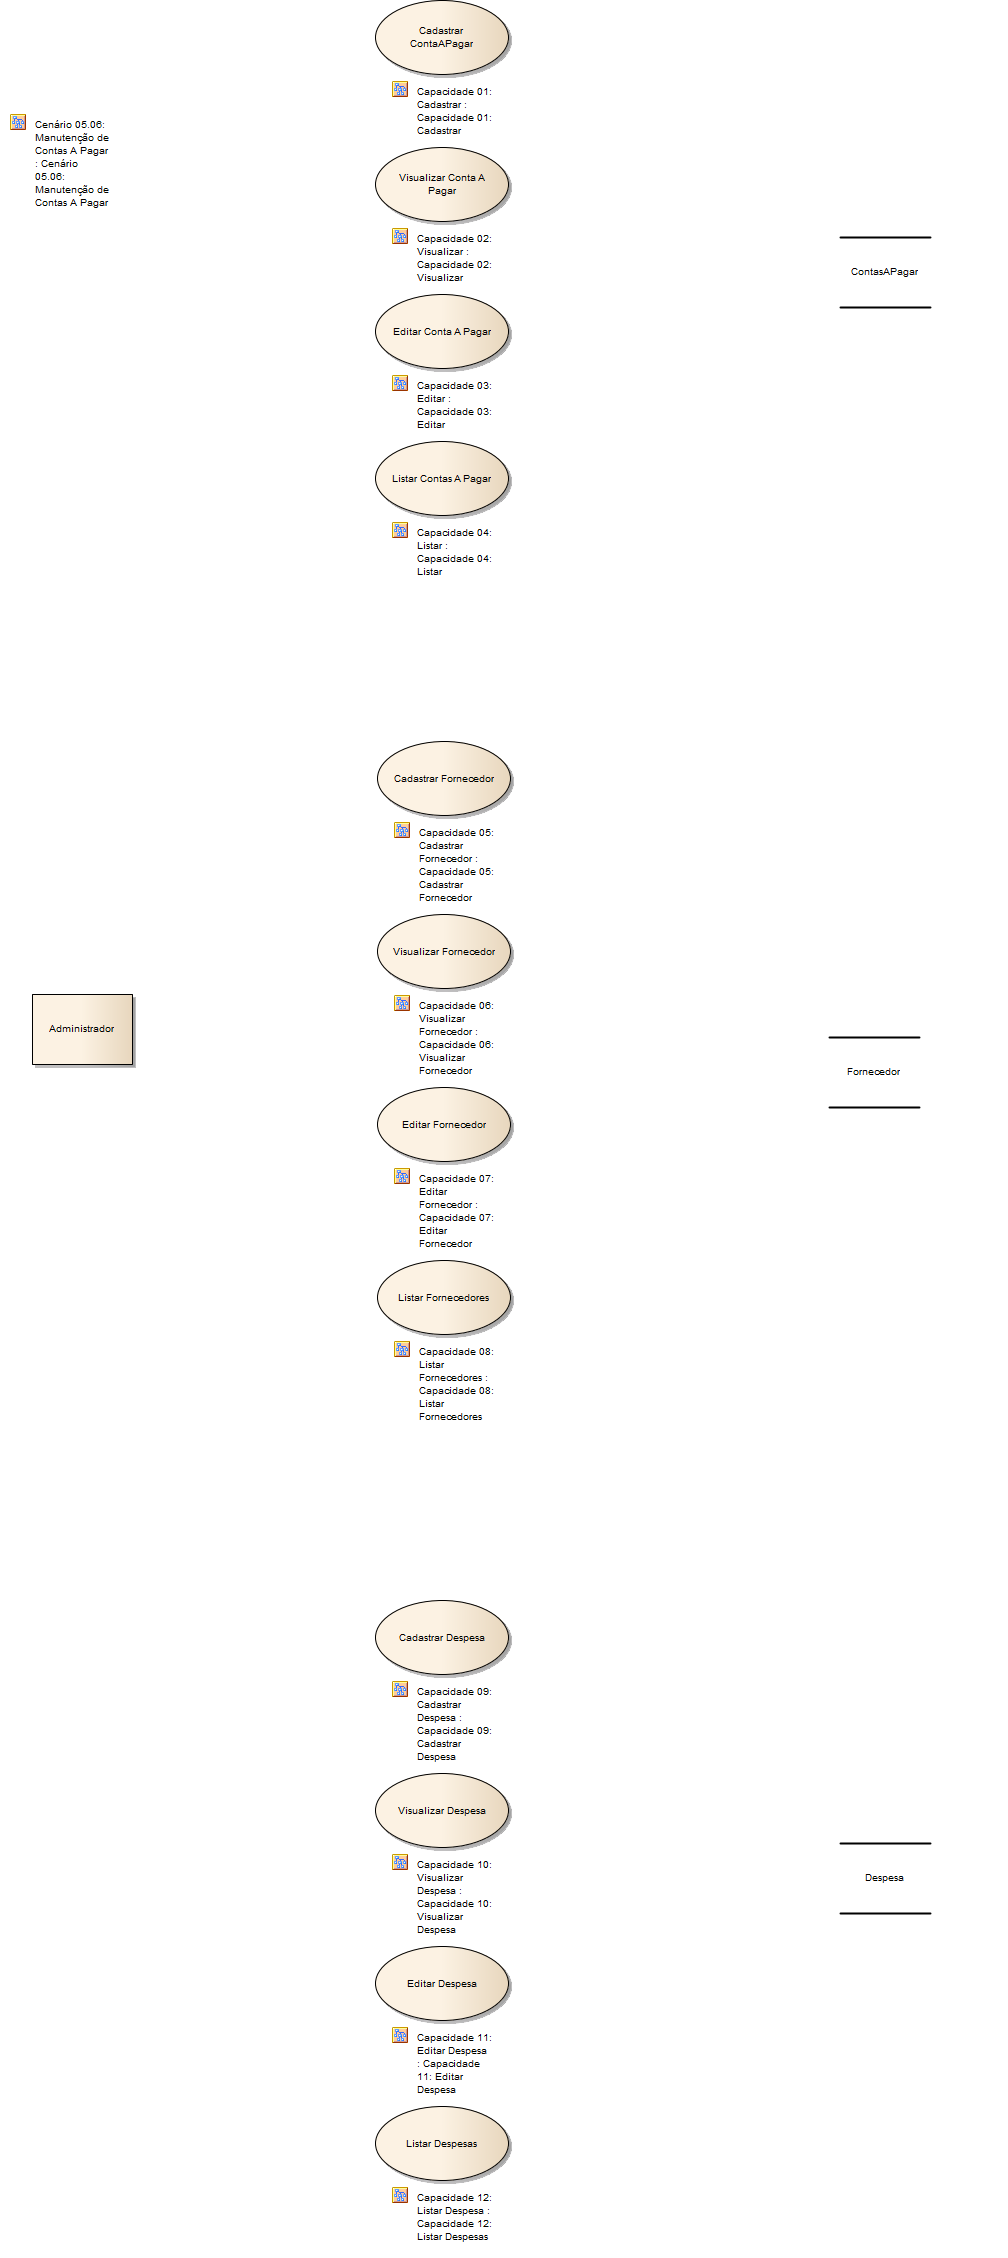 Cadastrar
ContaAPagar
Capacidade 01:
Cadastrar :
Capacidade 01:
Cadastrar
Cenário 05.06:
Manutenção de
Contas A Pagar
: Cenário
05.06:
Manutenção de
Contas A Pagar
Visualizar Conta A
Pagar
Capacidade 02:
Visualizar :
Capacidade 02:
Visualizar
ContasAPagar
Editar Conta A Pagar
Capacidade 03:
Editar :
Capacidade 03:
Editar
Listar Contas A Pagar
Capacidade 04:
Listar :
Capacidade 04:
Listar
Cadastrar Fornecedor
Capacidade 05:
Cadastrar
Fornecedor :
Capacidade 05:
Cadastrar
Fornecedor
Visualizar Fornecedor
Capacidade 06:
Visualizar
Fornecedor :
Capacidade 06:
Visualizar
Fornecedor
Administrador
Fornecedor
Editar Fornecedor
Capacidade 07:
Editar
Fornecedor :
Capacidade 07:
Editar
Fornecedor
Listar Fornecedores
Capacidade 08:
Listar
Fornecedores :
Capacidade 08:
Listar
Fornecedores
Cadastrar Despesa
Capacidade 09:
Cadastrar
Despesa :
Capacidade 09:
Cadastrar
Despesa
Visualizar Despesa
Capacidade 10:
Visualizar
Despesa :
Capacidade 10:
Visualizar
Despesa
Despesa
Editar Despesa
Capacidade 11:
Editar Despesa
: Capacidade
11: Editar
Despesa
Listar Despesas
Capacidade 12:
Listar Despesa :
Capacidade 12:
Listar Despesas